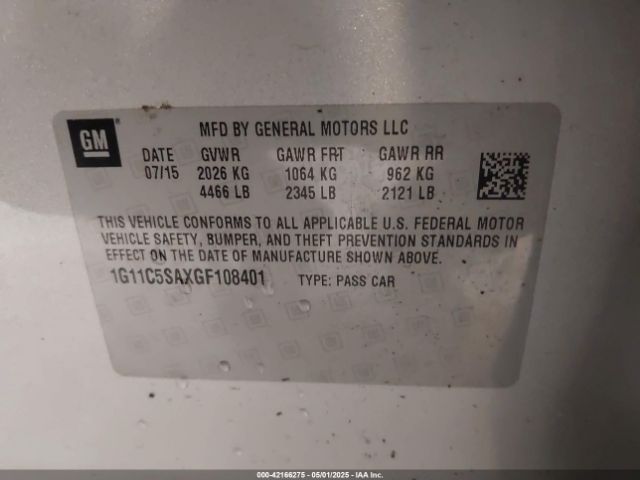 GM
MFD BY GENERAL MOTORS LLC
DATE GVWR GAWR FRT GAWR RR
07/15 2026 KG 1064 KG 962 KG
4466 LB 2345 LB 2121 LB
THIS VEHICLE CONFORMS TO ALL APPLICABLE U.S. FEDERAL MOTOR
VEHICLE SAFETY, BUMPER, AND THEFT PREVENTION STANDARDS IN
EFFECT ON THE DATE OF MANUFACTURE SHOWN ABOVE.
1G11C5SAXGF108401 TYPE: PASS CAR
000-42166275 - 05/01/2025 - IAAI.COM